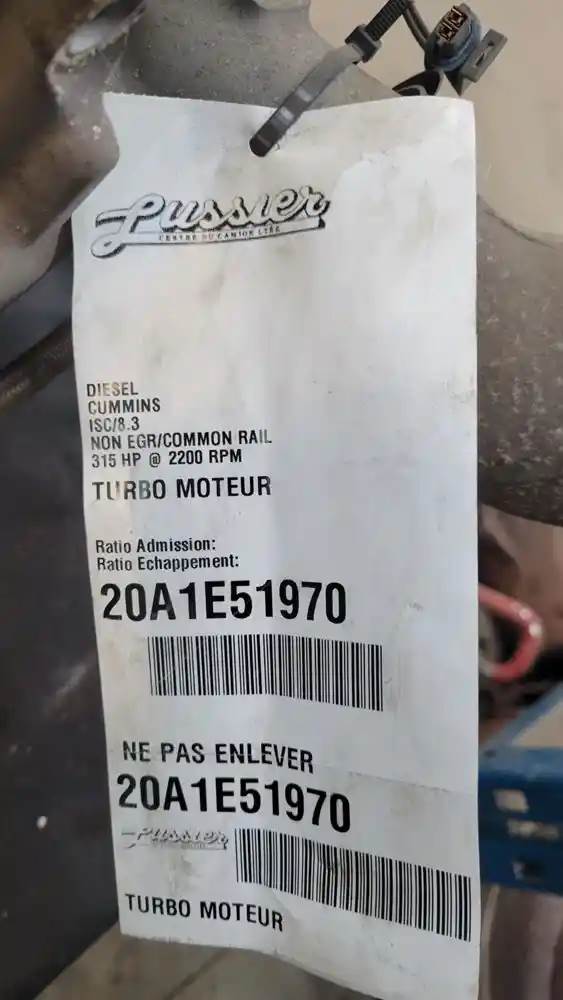 Lussier
CENTRE DU CAMION LTÉE
DIESEL
CUMMINS
ISC/8.3
NON EGR/COMMON RAIL
315 HP @ 2200 RPM
TURBO MOTEUR
Ratio Admission:
Ratio Echappement:
20A1E51970
NE PAS ENLEVER
20A1E51970
Lussier
TURBO MOTEUR